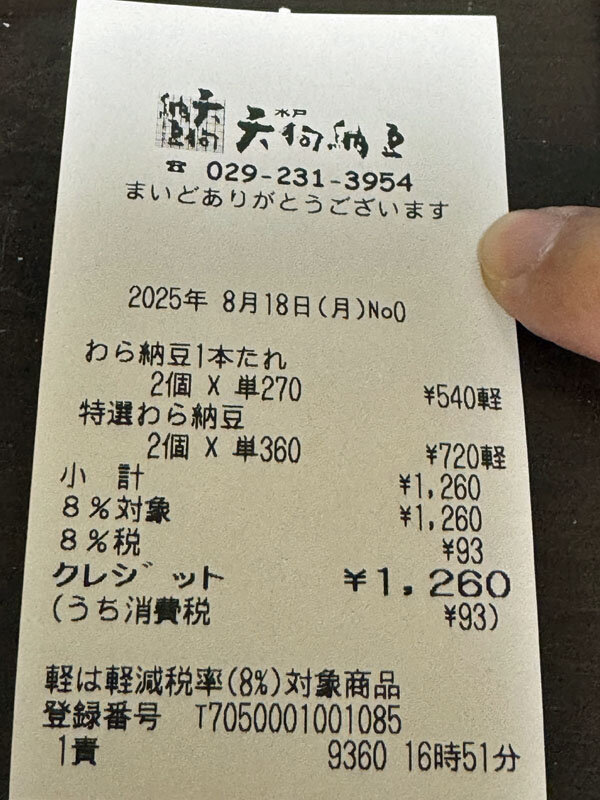 天狗納豆
水戸
天狗納豆
☎ 029-231-3954
まいどありがとうございます
2025年 8月18日(月)No0
わら納豆1本たれ
2個 X 単270 ¥540軽
特選わら納豆
2個 X 単360 ¥720軽
小 計 ¥1,260
8%対象 ¥1,260
8%税 ¥93
クレジット ¥1,260
(うち消費税 ¥93)
軽は軽減税率(8%)対象商品
登録番号 T7050001001085
1責 9360 16時51分